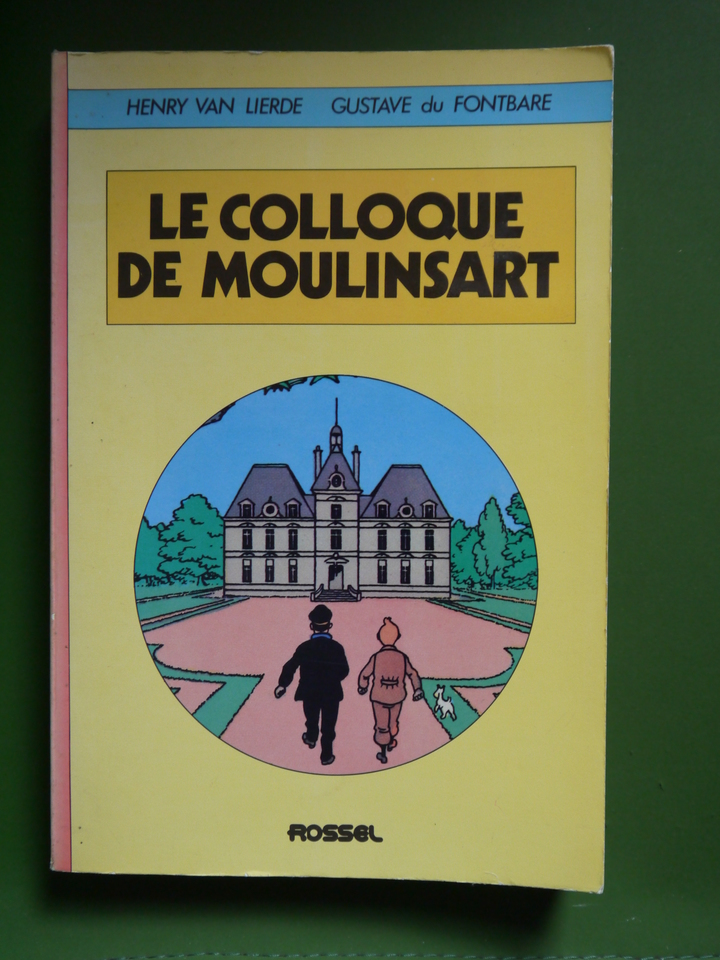 HENRY VAN LIERDE GUSTAVE du FONTBARE
LE COLLOQUE
DE MOULINSART
ROSSEL